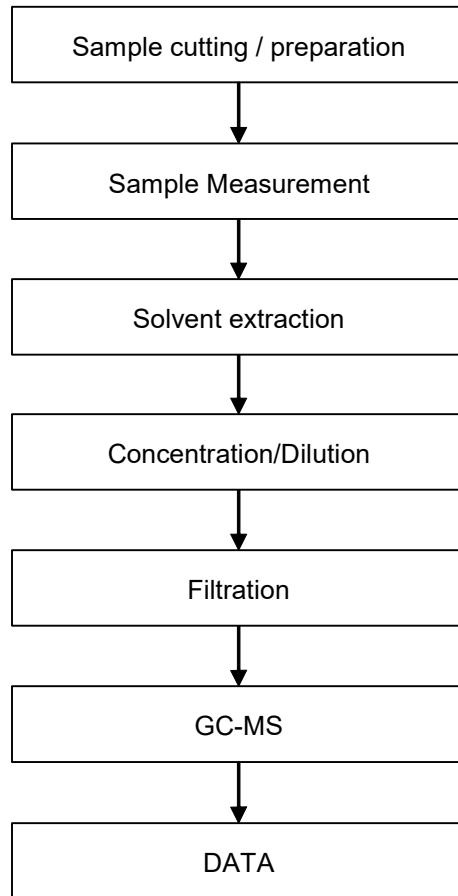 Sample cutting / preparation
Sample Measurement
Solvent extraction
Concentration/Dilution
Filtration
GC-MS
DATA